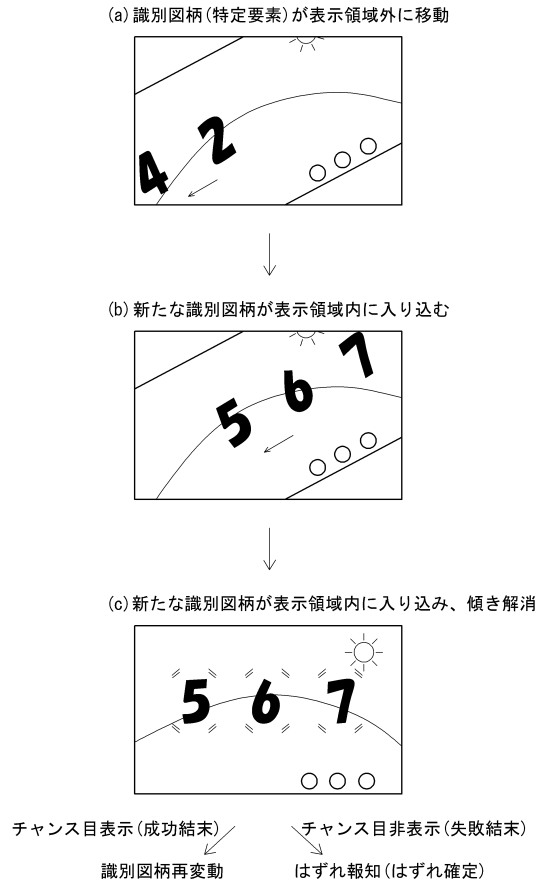 (a) 識別図柄(特定要素)が表示領域外に移動
4 2
(b) 新たな識別図柄が表示領域内に入り込む
5 6 7
(c) 新たな識別図柄が表示領域内に入り込み、傾き解消
5 6 7
チャンス目表示(成功結末) チャンス目非表示(失敗結末)
識別図柄再変動 はずれ報知(はずれ確定)